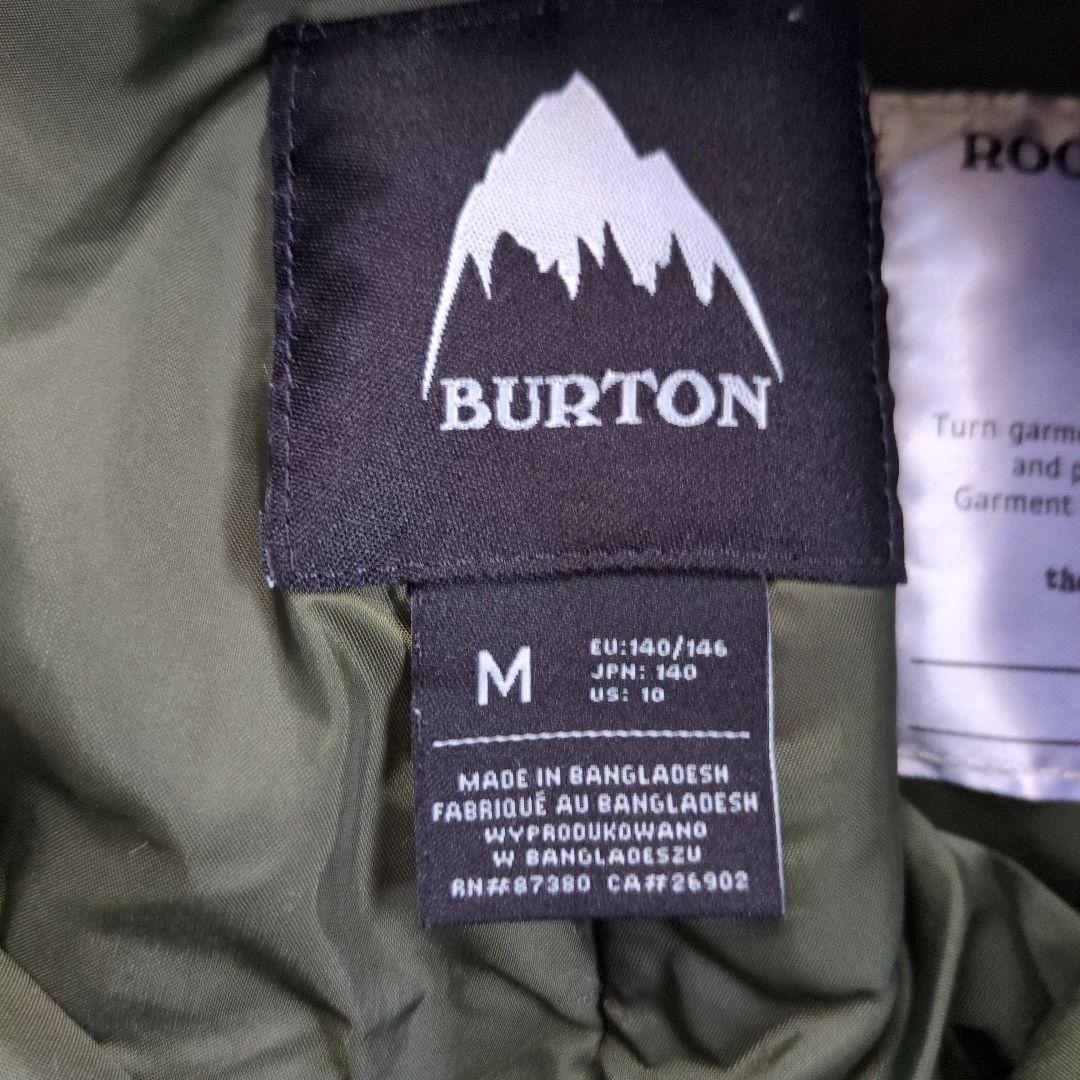 BURTON
M
EU:140/146
JPN: 140
US: 10
MADE IN BANGLADESH
FABRIQUÉ AU BANGLADESH
WYPRODUKOWANO
W BANGLADESZU
RN#87380 CA#26902
Turn
and
Garment